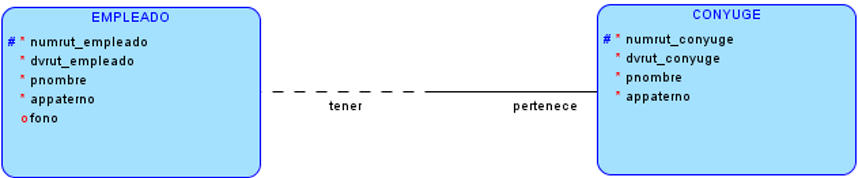 EMPLEADO
# * numrut_empleado
* dvrut_empleado
* pnombre
* appaterno
o fono
tener
pertenece
CONYUGE
# * numrut_conyuge
* dvrut_conyuge
* pnombre
* appaterno